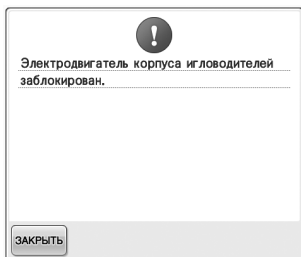 Электродвигатель корпуса игловодителей
заблокирован.
ЗАКРЫТЬ